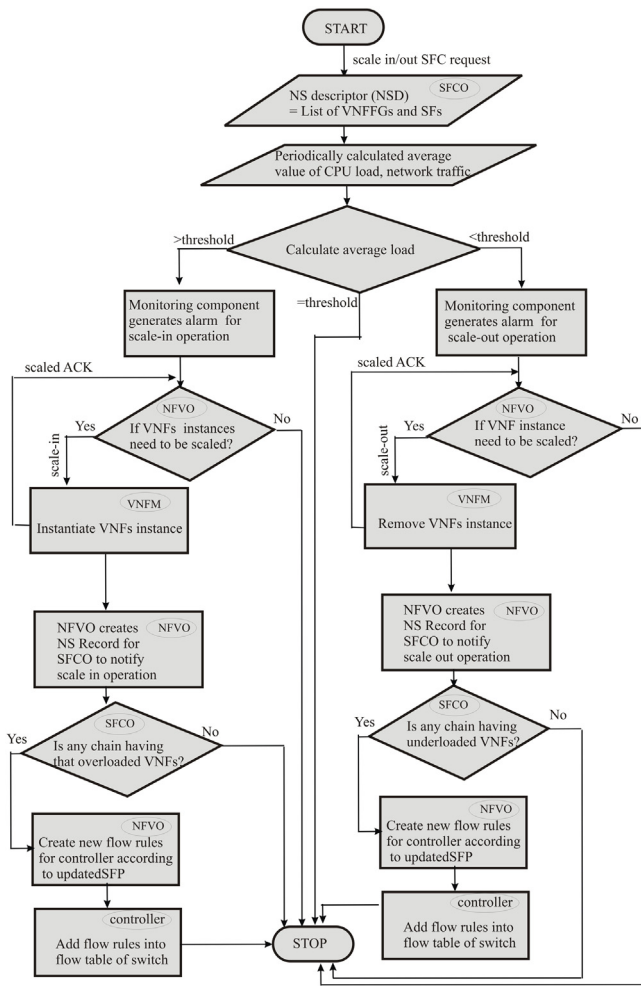 START
scale in/out SFC request
SFCO
NS descriptor (NSD)
= List of VNFFGs and SFs
Periodically calculated average
value of CPU load, network traffic
Calculate average load
>threshold
<threshold
=threshold
Monitoring component
generates alarm for
scale-in operation
Monitoring component
generates alarm for
scale-out operation
scaled ACK
scaled ACK
NFVO
If VNFs instances
need to be scaled?
Yes
No
scale-in
NFVO
If VNF instance
need to be scaled?
Yes
No
scale-out
VNFM
Instantiate VNFs instance
VNFM
Remove VNFs instance
NFVO creates NFVO
NS Record for
SFCO to notify
scale in operation
NFVO creates NFVO
NS Record for
SFCO to notify
scale out operation
SFCO
Is any chain having
that overloaded VNFs?
Yes
No
SFCO
Is any chain having
underloaded VNFs?
Yes
No
NFVO
Create new flow rules
for controller according
to updatedSFP
NFVO
Create new flow rules
for controller according
to updatedSFP
controller
Add flow rules into
flow table of switch
controller
Add flow rules into
flow table of switch
STOP